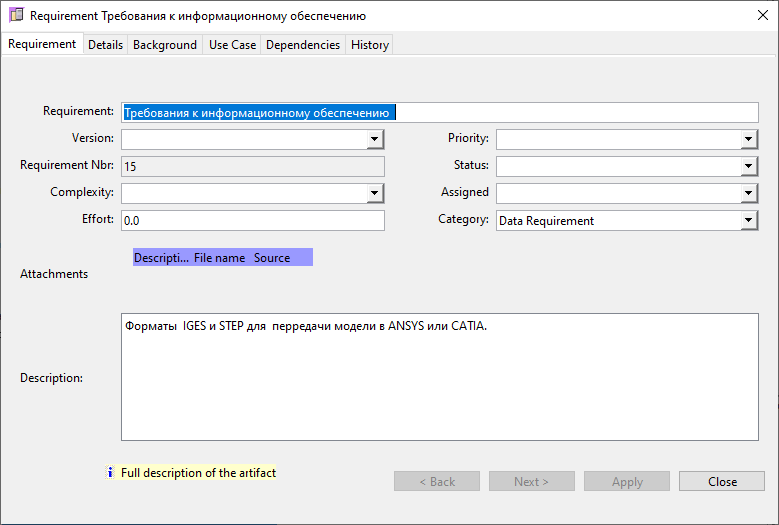 Requirement Требования к информационному обеспечению
Requirement Details Background Use Case Dependencies History
Requirement: Требования к информационному обеспечению
Version: Priority:
Requirement Nbr: 15 Status:
Complexity: Assigned
Effort: 0.0 Category: Data Requirement
Descripti... File name Source
Attachments
Форматы IGES и STEP для перредачи модели в ANSYS или CATIA.
Description:
Full description of the artifact
< Back Next > Apply Close